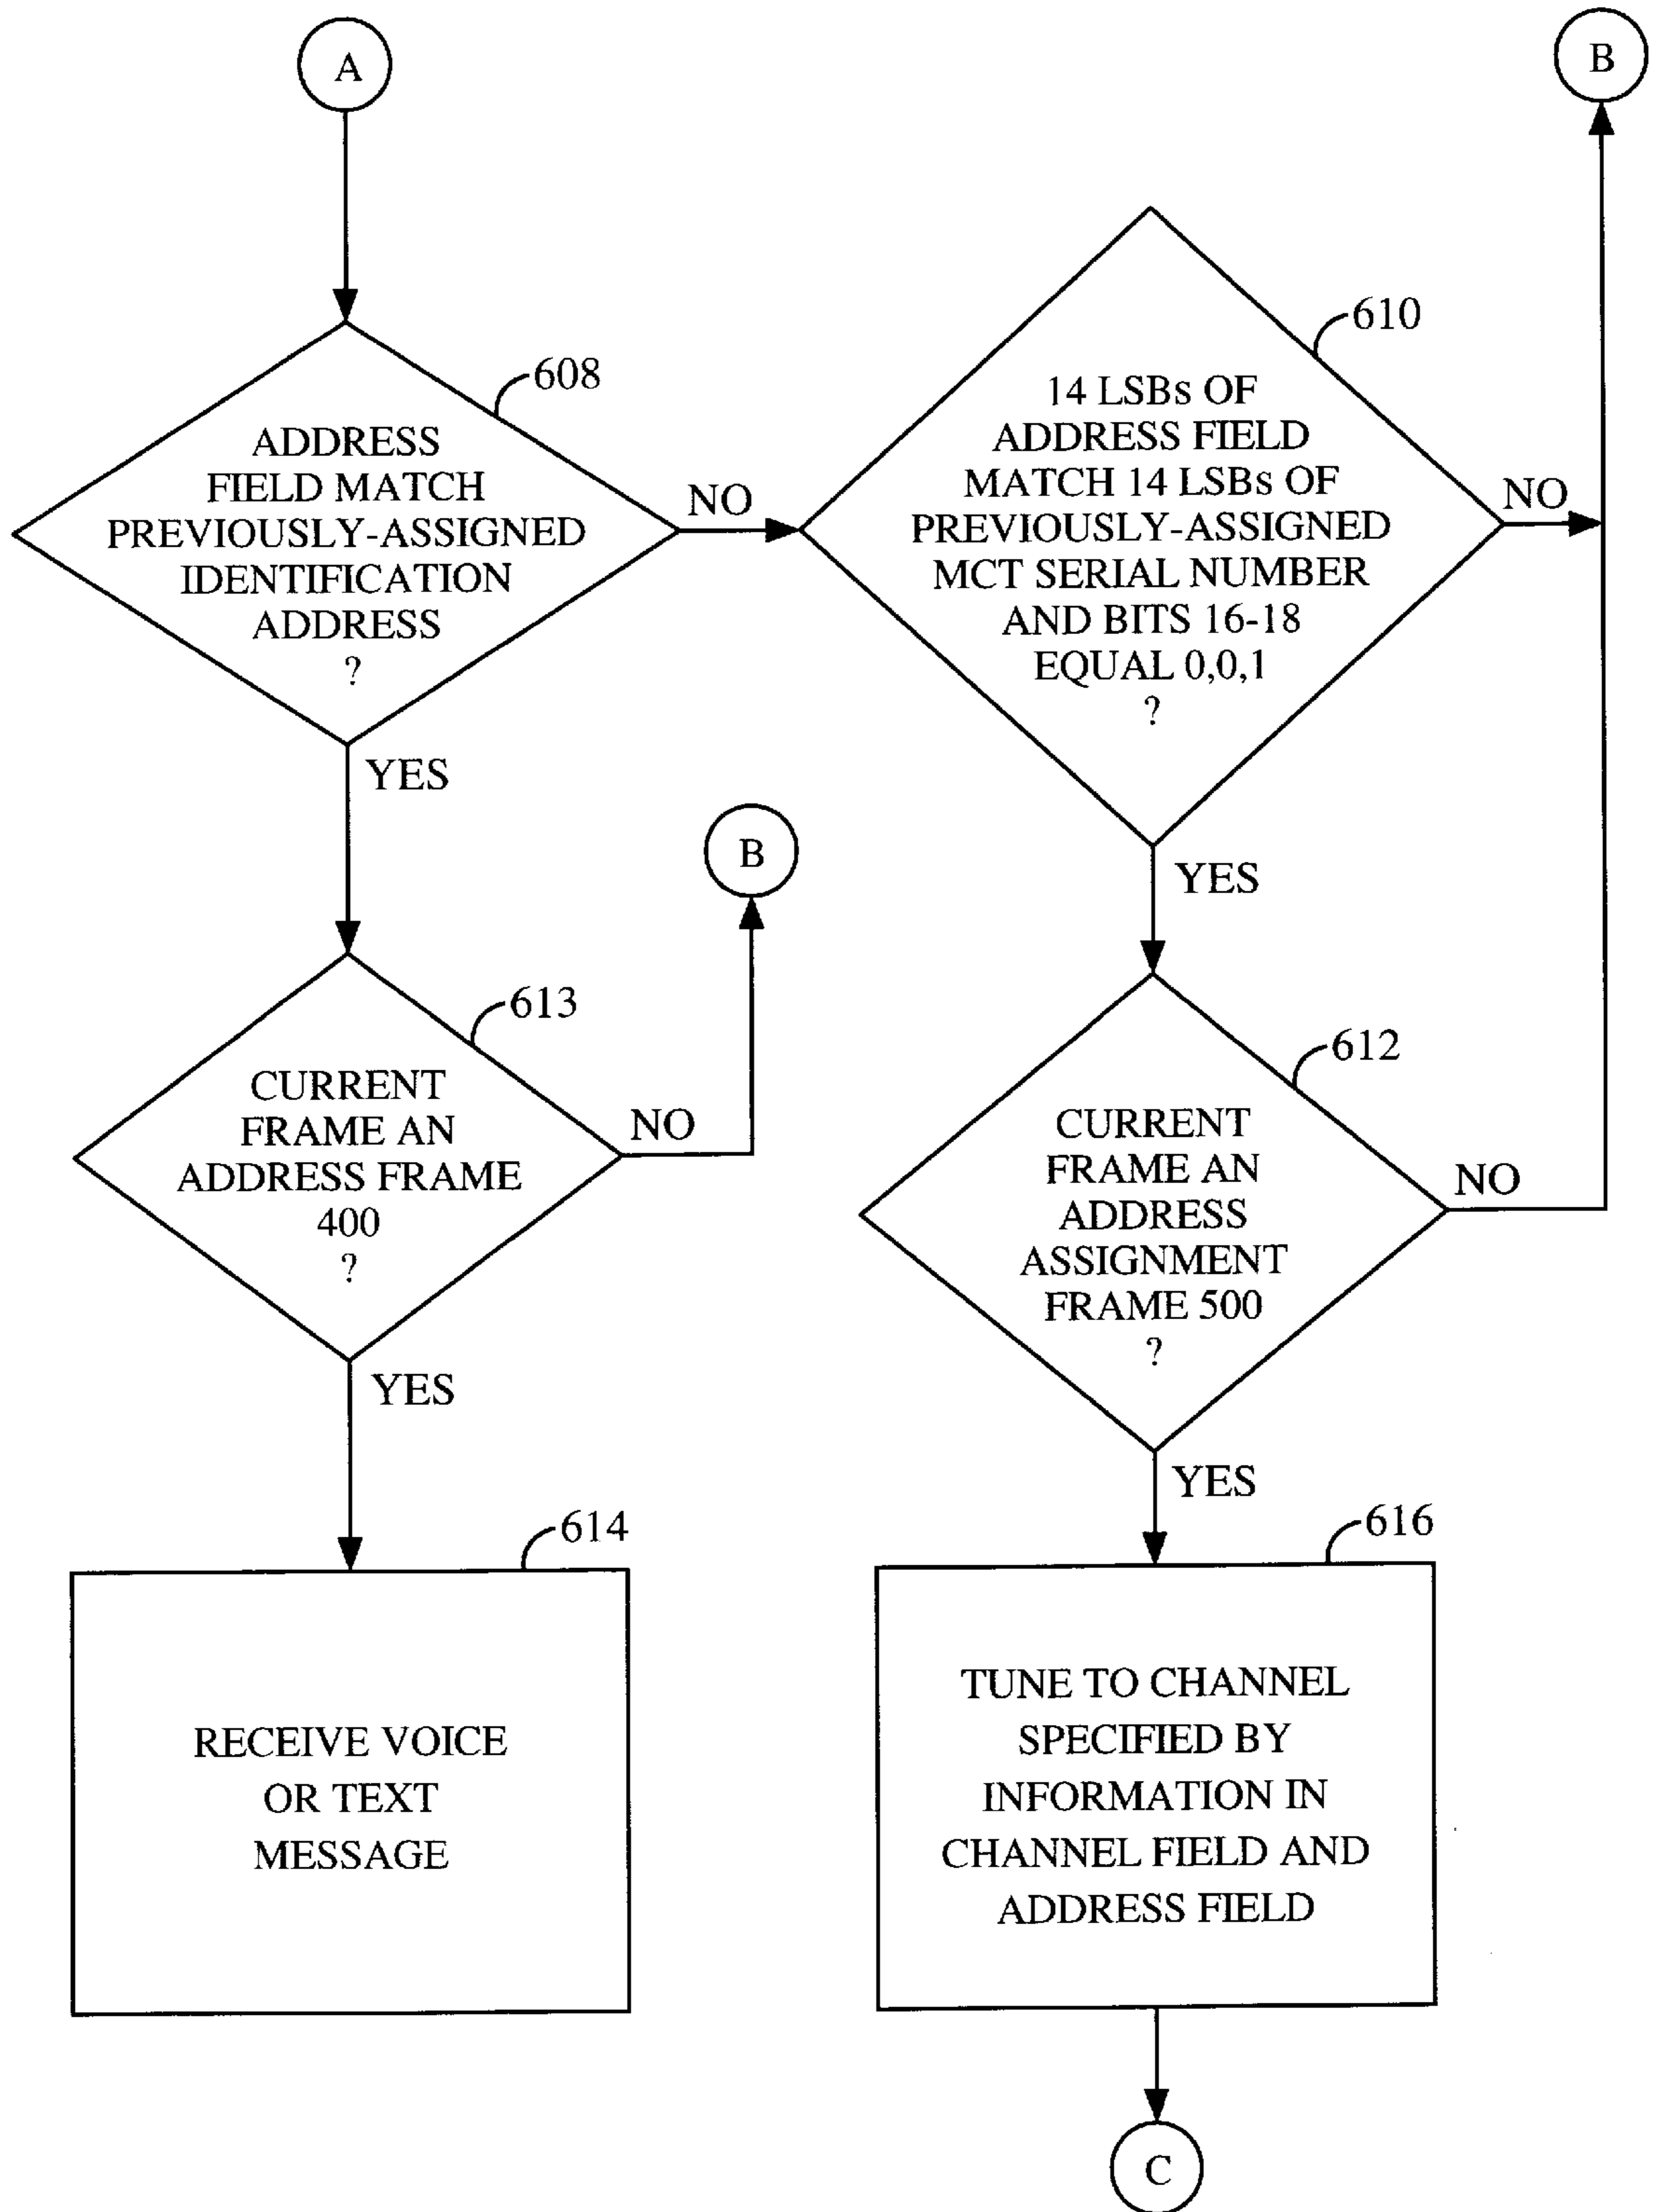 A
B
608
ADDRESS
FIELD MATCH
PREVIOUSLY-ASSIGNED
IDENTIFICATION
ADDRESS
?
NO
YES
610
14 LSBs OF
ADDRESS FIELD
MATCH 14 LSBs OF
PREVIOUSLY-ASSIGNED
MCT SERIAL NUMBER
AND BITS 16-18
EQUAL 0,0,1
?
NO
YES
B
613
CURRENT
FRAME AN
ADDRESS FRAME
400
?
NO
YES
612
CURRENT
FRAME AN
ADDRESS
ASSIGNMENT
FRAME 500
?
NO
YES
614
RECEIVE VOICE
OR TEXT
MESSAGE
616
TUNE TO CHANNEL
SPECIFIED BY
INFORMATION IN
CHANNEL FIELD AND
ADDRESS FIELD
C